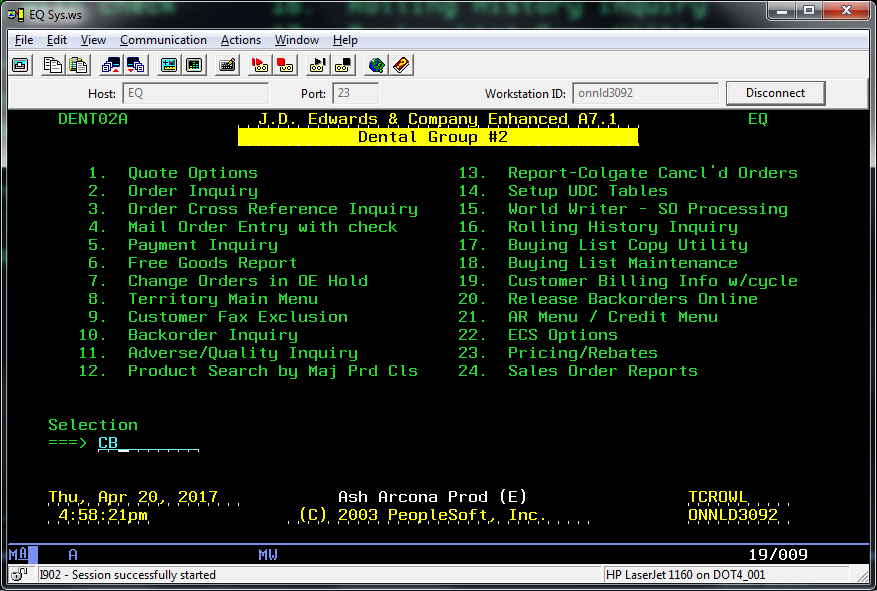 EQ Sys.ws
File Edit View Communication Actions Window Help
Host: EQ Port: 23 Workstation ID: onnld3092 Disconnect
DENT02A J.D. Edwards & Company Enhanced A7.1 EQ
Dental Group #2
1. Quote Options 13. Report-Colgate Cancl'd Orders
2. Order Inquiry 14. Setup UDC Tables
3. Order Cross Reference Inquiry 15. World Writer - SO Processing
4. Mail Order Entry with check 16. Rolling History Inquiry
5. Payment Inquiry 17. Buying List Copy Utility
6. Free Goods Report 18. Buying List Maintenance
7. Change Orders in OE Hold 19. Customer Billing Info w/cycle
8. Territory Main Menu 20. Release Backorders Online
9. Customer Fax Exclusion 21. AR Menu / Credit Menu
10. Backorder Inquiry 22. ECS Options
11. Adverse/Quality Inquiry 23. Pricing/Rebates
12. Product Search by Maj Prd Cls 24. Sales Order Reports
Selection
===> CB_
Thu, Apr 20, 2017 Ash Arcona Prod (E) TCROWL
4:58:21pm (C) 2003 PeopleSoft, Inc. ONNLD3092
MA A MW 19/009
I902 - Session successfully started HP LaserJet 1160 on DOT4_001